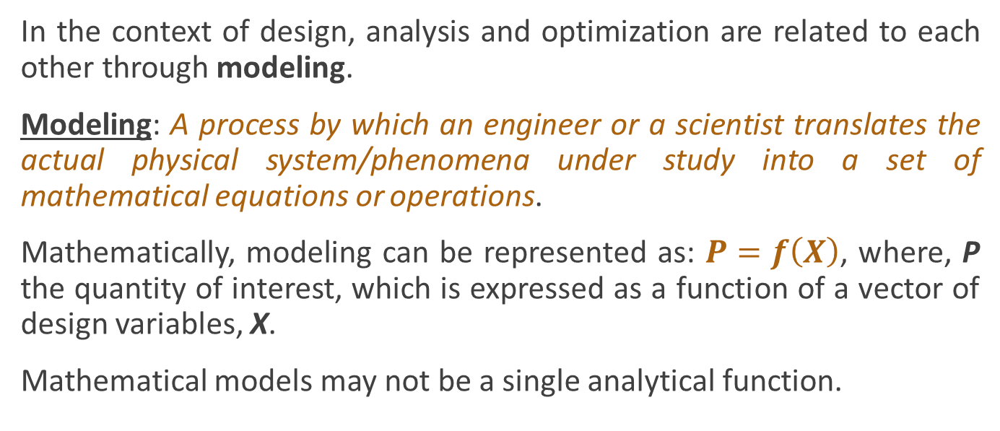 In the context of design, analysis and optimization are related to each
other through modeling.
Modeling: A process by which an engineer or a scientist translates the
actual physical system/phenomena under study into a set of
mathematical equations or operations.
Mathematically, modeling can be represented as: P = f(X), where, P
the quantity of interest, which is expressed as a function of a vector of
design variables, X.
Mathematical models may not be a single analytical function.